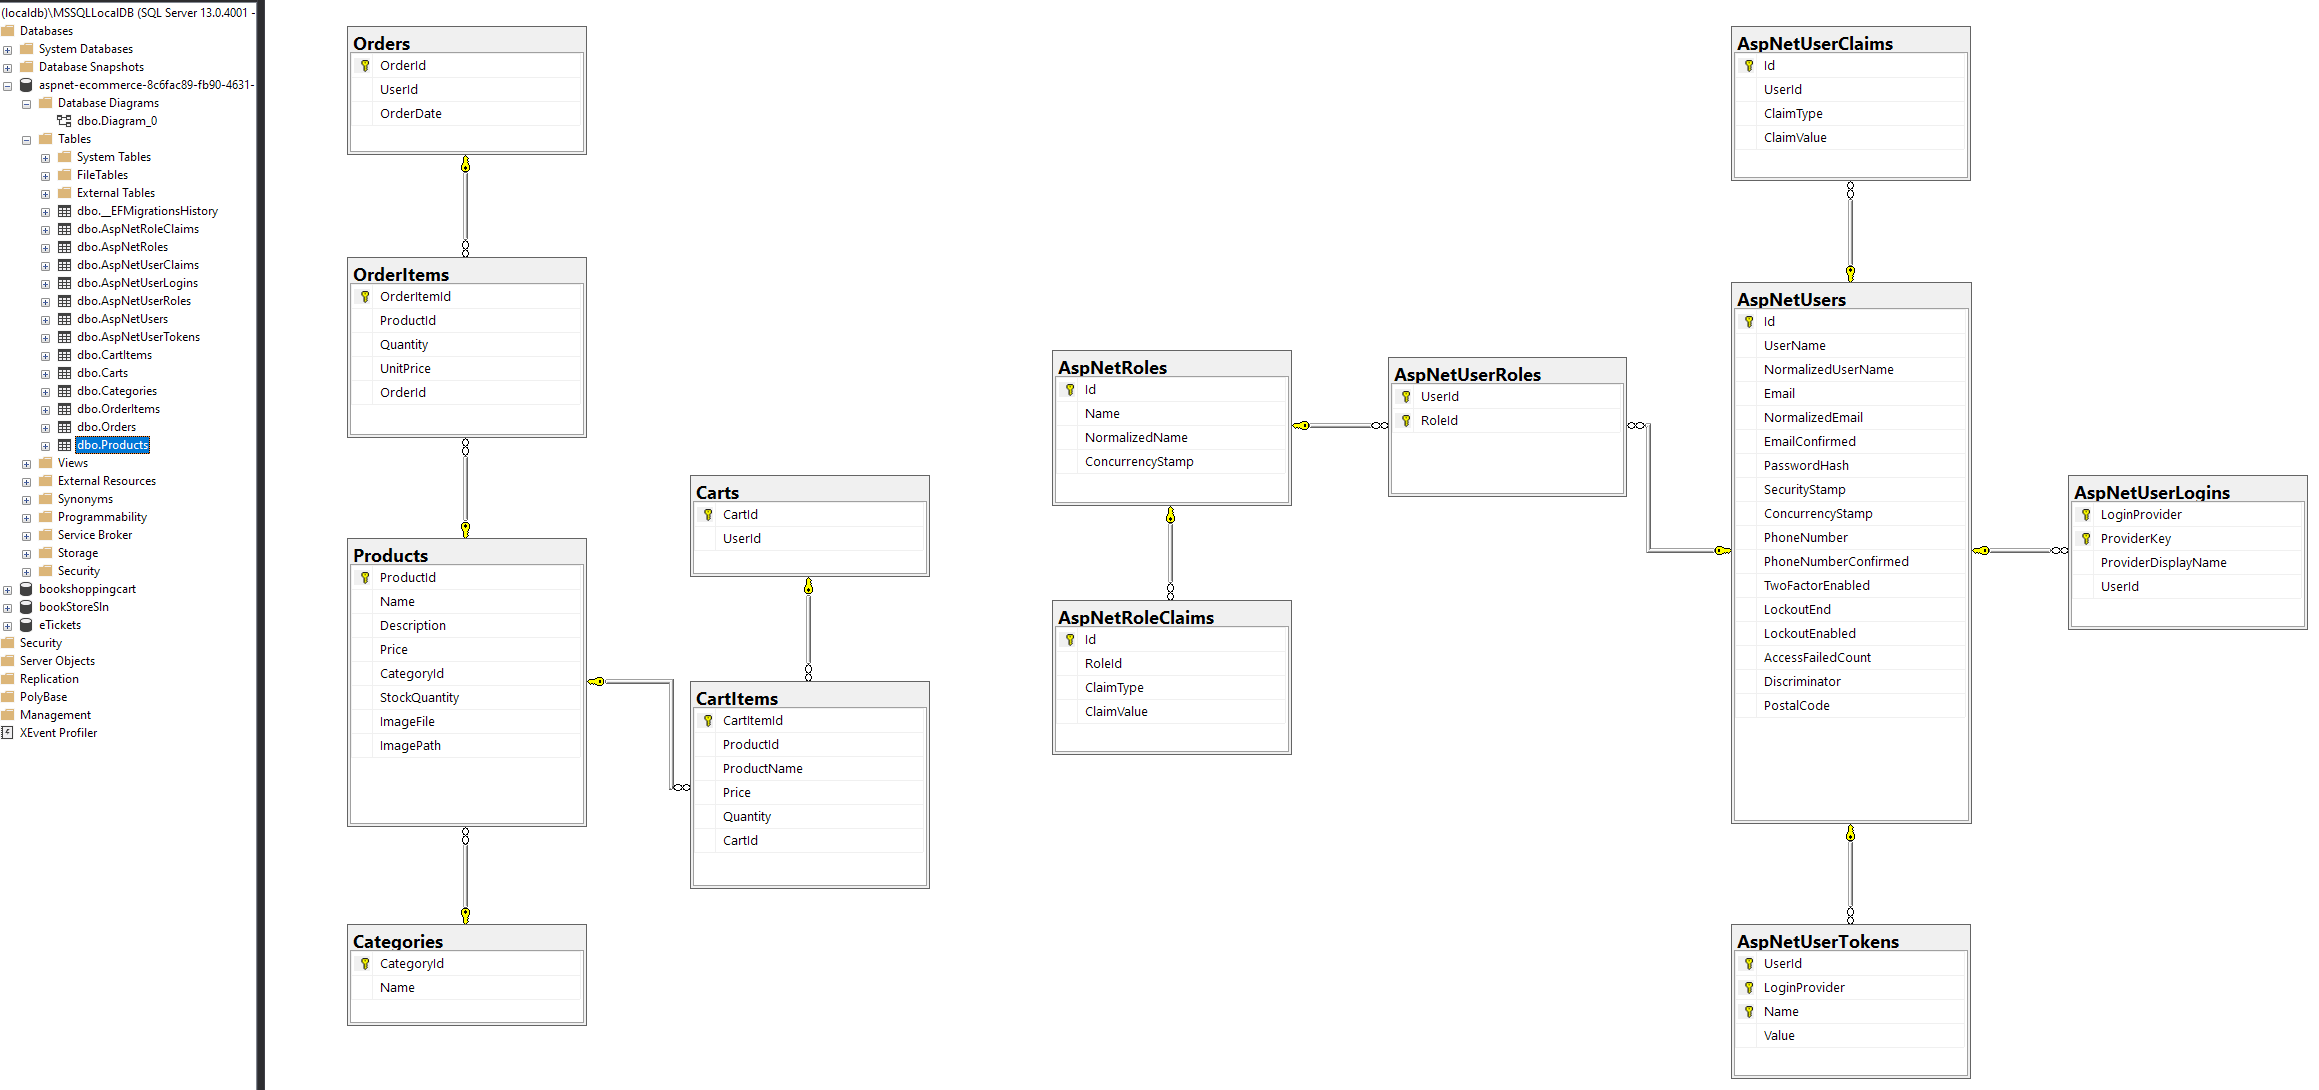 (localdb)\MSSQLLocalDB (SQL Server 13.0.4001 -
Databases
System Databases
Database Snapshots
aspnet-ecommerce-8c6fac89-fb90-4631-
Database Diagrams
dbo.Diagram_0
Tables
System Tables
FileTables
External Tables
dbo.__EFMigrationsHistory
dbo.AspNetRoleClaims
dbo.AspNetRoles
dbo.AspNetUserClaims
dbo.AspNetUserLogins
dbo.AspNetUserRoles
dbo.AspNetUsers
dbo.AspNetUserTokens
dbo.CartItems
dbo.Carts
dbo.Categories
dbo.OrderItems
dbo.Orders
dbo.Products
Views
External Resources
Synonyms
Programmability
Service Broker
Storage
Security
bookshoppingcart
bookStoreSln
eTickets
Security
Server Objects
Replication
PolyBase
Management
XEvent Profiler
Orders
OrderId
UserId
OrderDate
OrderItems
OrderItemId
ProductId
Quantity
UnitPrice
OrderId
Products
ProductId
Name
Description
Price
CategoryId
StockQuantity
ImageFile
ImagePath
Categories
CategoryId
Name
Carts
CartId
UserId
CartItems
CartItemId
ProductId
ProductName
Price
Quantity
CartId
AspNetRoles
Id
Name
NormalizedName
ConcurrencyStamp
AspNetRoleClaims
Id
RoleId
ClaimType
ClaimValue
AspNetUserRoles
UserId
RoleId
AspNetUserClaims
Id
UserId
ClaimType
ClaimValue
AspNetUsers
Id
UserName
NormalizedUserName
Email
NormalizedEmail
EmailConfirmed
PasswordHash
SecurityStamp
ConcurrencyStamp
PhoneNumber
PhoneNumberConfirmed
TwoFactorEnabled
LockoutEnd
LockoutEnabled
AccessFailedCount
Discriminator
PostalCode
AspNetUserLogins
LoginProvider
ProviderKey
ProviderDisplayName
UserId
AspNetUserTokens
UserId
LoginProvider
Name
Value